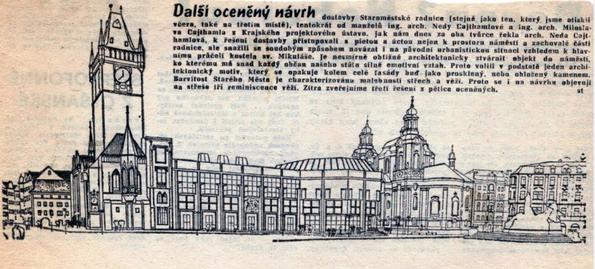 Další oceněný návrh
dostavby Staroměstské radnice (stejně jako ten, který jsme otiskli
včera, také na třetím místě), tentokrát od manželů ing. arch. Nedy Cajthamlové a ing. arch. Milosla-
va Cajthamla z Krajského projektového ústavu. Jak nám dnes za oba tvůrce řekla arch. Neda Cajt-
hamlová, k řešení dostavby přistupovali s pietou a úctou nejen k prostoru náměstí a zachovalé části
radnice, ale snažili se soudobým způsobem navázat i na původní urbanistickou situaci vzhledem k hlav-
nímu průčelí kostela sv. Mikuláše. Je nesmírně obtížné architektonicky ztvárnit objekt do náměstí,
ke kterému má snad každý občan našeho státu silně emotivní vztah. Proto volili v podstatě jeden archi-
tektonický motiv, který se opakuje kolem celé fasády buď jako prosklený, nebo obložený kamenem.
Barvitost Starého Města je charakterizována malebností střech a věží. Proto se i na návrhu objevují
na střeše tři reminiscence věží. Zítra zveřejníme třetí řešení z pětice oceněných. st